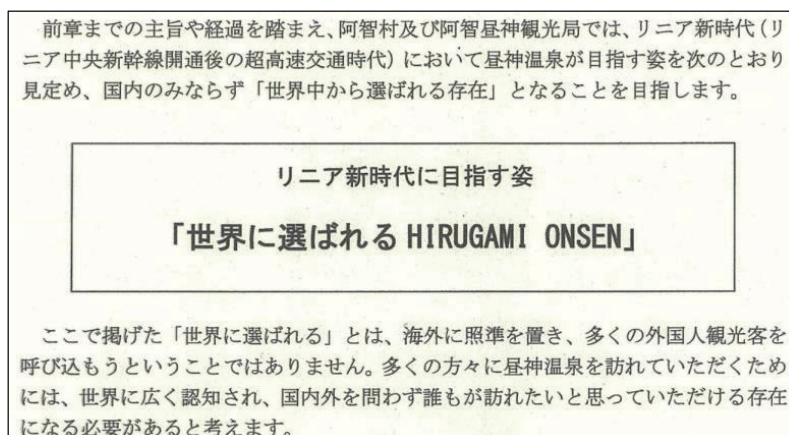 前章までの主旨や経過を踏まえ、阿智村及び阿智昼神観光局では、リニア新時代(リ
ニア中央新幹線開通後の超高速交通時代)において昼神温泉が目指す姿を次のとおり
見定め、国内のみならず「世界中から選ばれる存在」となることを目指します。
リニア新時代に目指す姿
「世界に選ばれる HIRUGAMI ONSEN」
ここで掲げた「世界に選ばれる」とは、海外に照準を置き、多くの外国人観光客を
呼び込もうということではありません。多くの方々に昼神温泉を訪れていただくため
には、世界に広く認知され、国内外を問わず誰もが訪れたいと思っていただける存在
になる必要があると考えます。